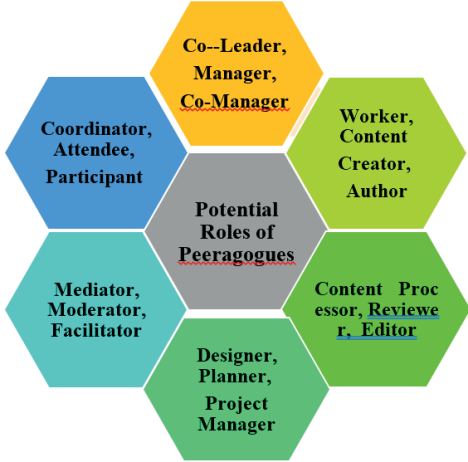 Co--Leader,
Manager,
Co-Manager
Coordinator,
Attendee,
Participant
Worker,
Content
Creator,
Author
Potential
Roles of
Peeragogues
Mediator,
Moderator,
Facilitator
Content Proc
essor, Reviewe
r, Editor
Designer,
Planner,
Project
Manager